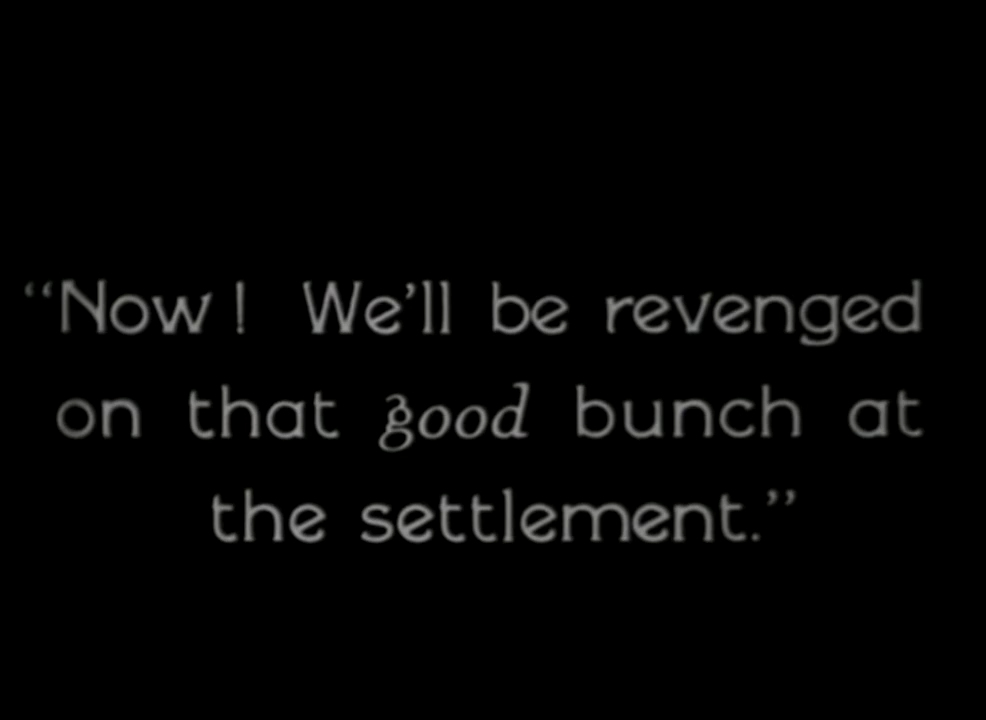 “Now! We’ll be revenged
on that good bunch at
the settlement.”